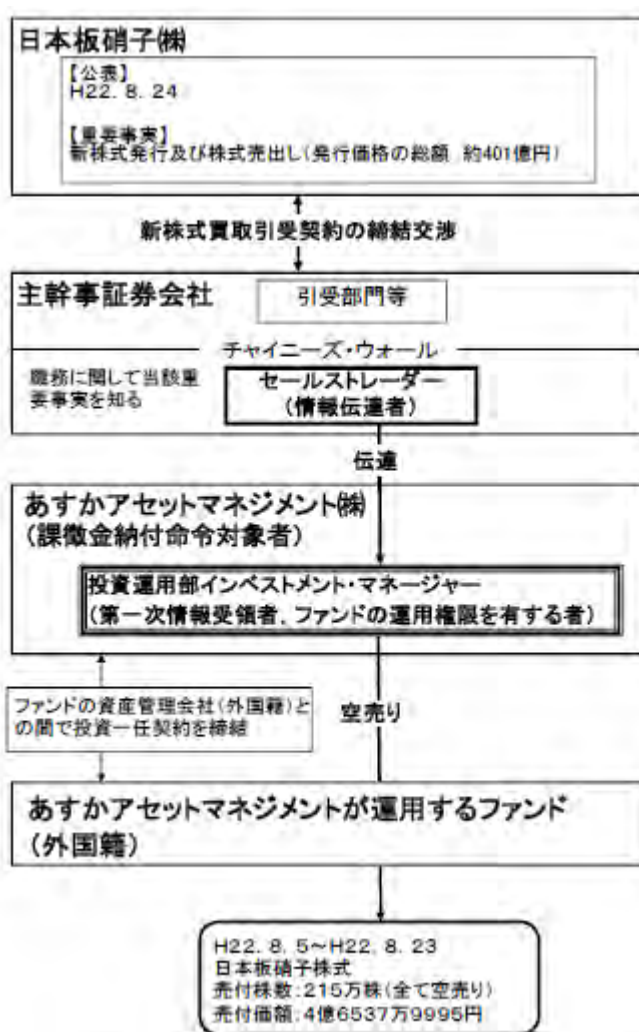 日本板硝子㈱
【公表】
H22. 8. 24
【重要事実】
新株式発行及び株式売出し(発行価格の総額 約401億円)
新株式買取引受契約の締結交渉
主幹事証券会社
引受部門等
チャイニーズ・ウォール
職務に関して当該重
要事実を知る
セールストレーダー
(情報伝達者)
伝達
あすかアセットマネジメント㈱
(課徴金納付命令対象者)
投資運用部インベストメント・マネージャー
(第一次情報受領者、ファンドの運用権限を有する者)
ファンドの資産管理会社(外国籍)と
の間で投資一任契約を締結
空売り
あすかアセットマネジメントが運用するファンド
(外国籍)
H22. 8. 5～H22. 8. 23
日本板硝子株式
売付株数:215万株(全て空売り)
売付価額:4億6537万9995円